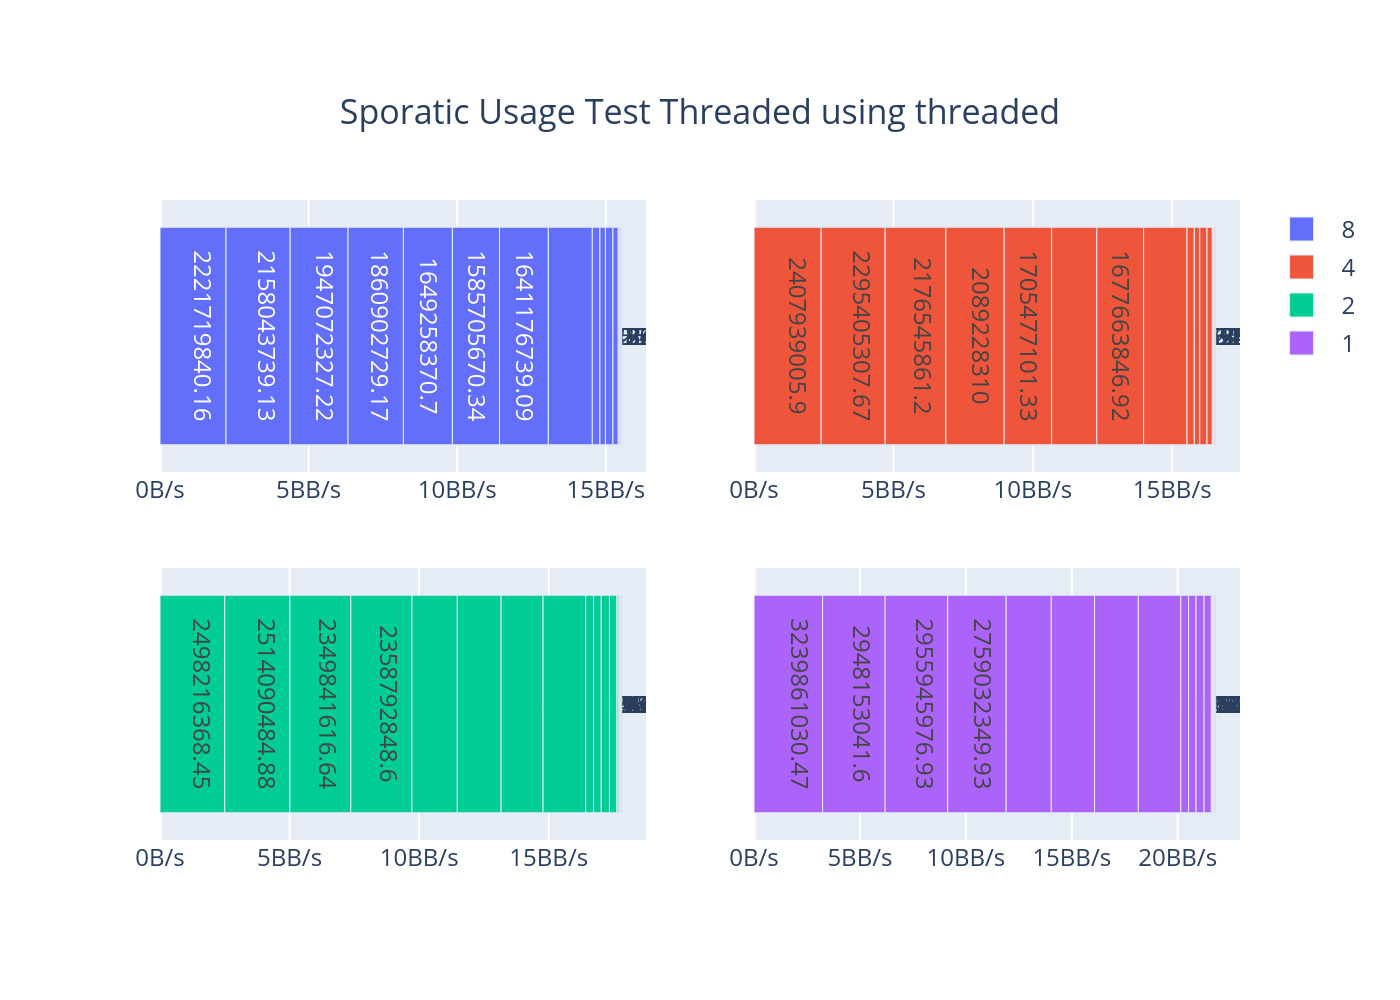 Sporatic Usage Test Threaded using threaded
2221719840.16
2158043739.13
1947072327.22
1860902729.17
1649258370.7
1585705670.34
1641176739.09
0B/s
5BB/s
10BB/s
15BB/s
2407939005.9
2295405307.67
2176545861.2
2089228310
1705477101.33
1677663846.92
0B/s
5BB/s
10BB/s
15BB/s
8
4
2
1
2498216368.45
2514090484.88
2349841616.64
2358792848.6
0B/s
5BB/s
10BB/s
15BB/s
3239861030.47
2948153041.6
2955945976.93
2759032349.93
0B/s
5BB/s
10BB/s
15BB/s
20BB/s